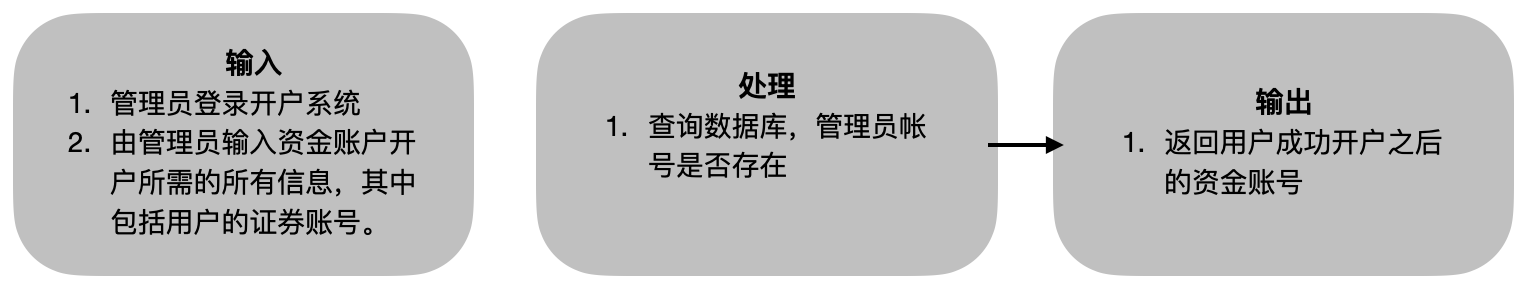 输入
1. 管理员登录开户系统
2. 由管理员输入资金账户开
户所需的所有信息，其中
包括用户的证券账号。
处理
1. 查询数据库，管理员帐
号是否存在
输出
1. 返回用户成功开户之后
的资金账号